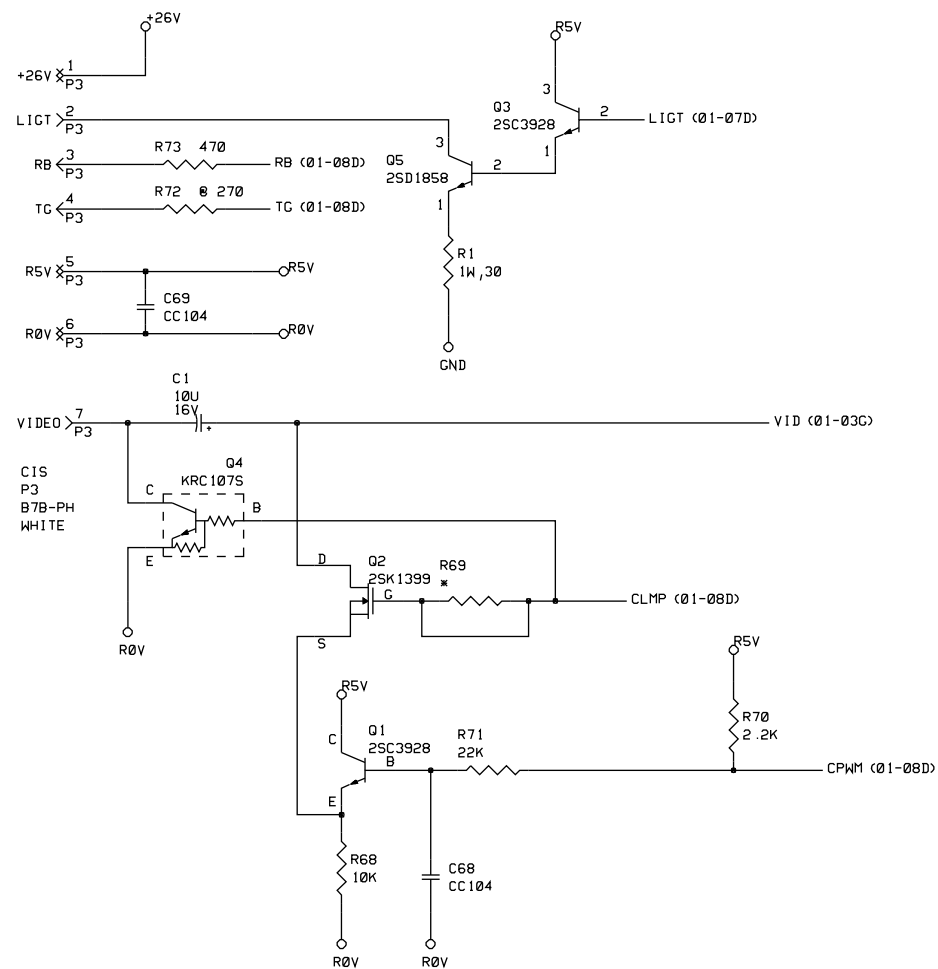 +26V
+26V 1
P3
LIGT 2
P3
RB 3
P3
R73 470
RB (01-08D)
TG 4
P3
R72 @ 270
TG (01-08D)
R5V 5
P3
R5V
C69
CC104
R0V 6
P3
R0V
R5V
3
Q3
2SC3928
2
LIGT (01-07D)
1
3
Q5
2SD1858
2
1
R1
1W,30
GND
C1
10U
16V
+
VIDEO 7
P3
VID (01-03G)
CIS
P3
B7B-PH
WHITE
Q4
KRC107S
C
B
E
R0V
D
Q2
2SK1399
G
S
R69
*
CLMP (01-08D)
R5V
R70
2.2K
R5V
C
Q1
2SC3928
B
E
R71
22K
CPWM (01-08D)
R68
10K
C68
CC104
R0V
R0V